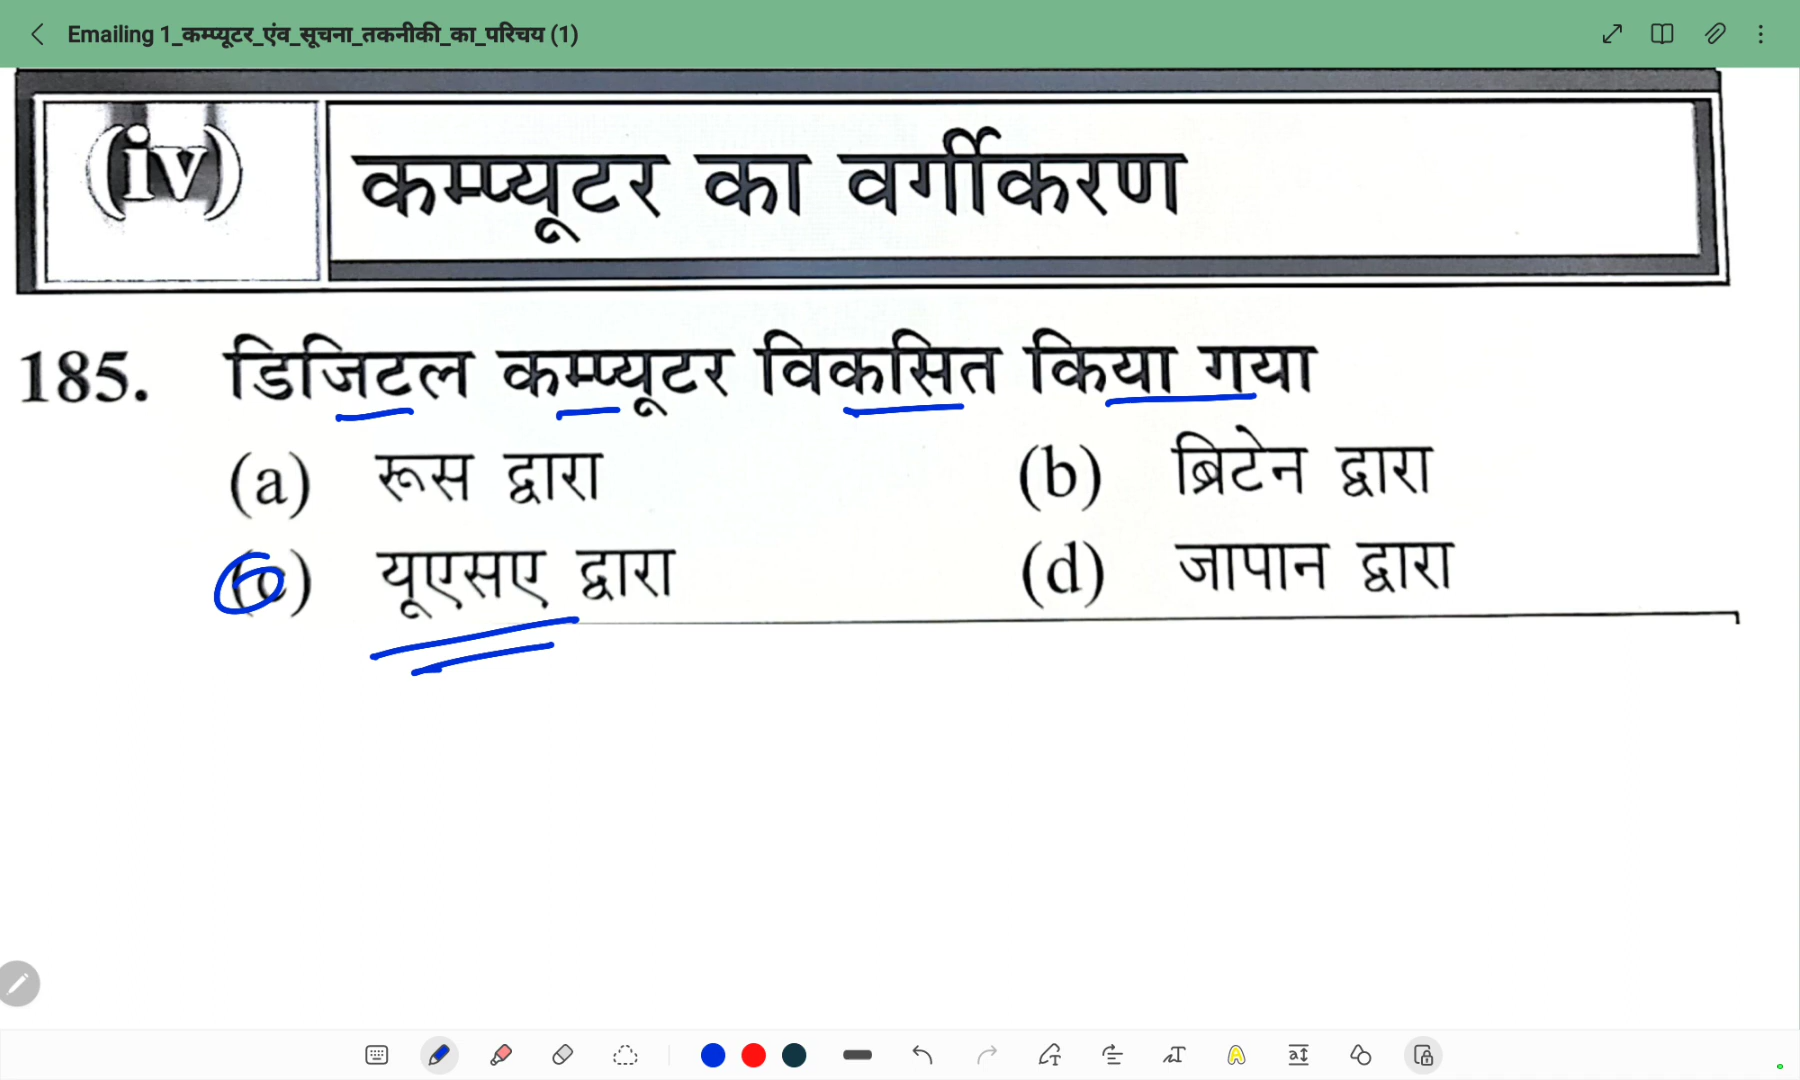 Emailing 1_कम्प्यूटर_एंव_सूचना_तकनीकी_का_परिचय (1)
(iv) कम्प्यूटर का वर्गीकरण
185. डिजिटल कम्प्यूटर विकसित किया गया
(a) रूस द्वारा (b) ब्रिटेन द्वारा
(c) यूएसए द्वारा (d) जापान द्वारा